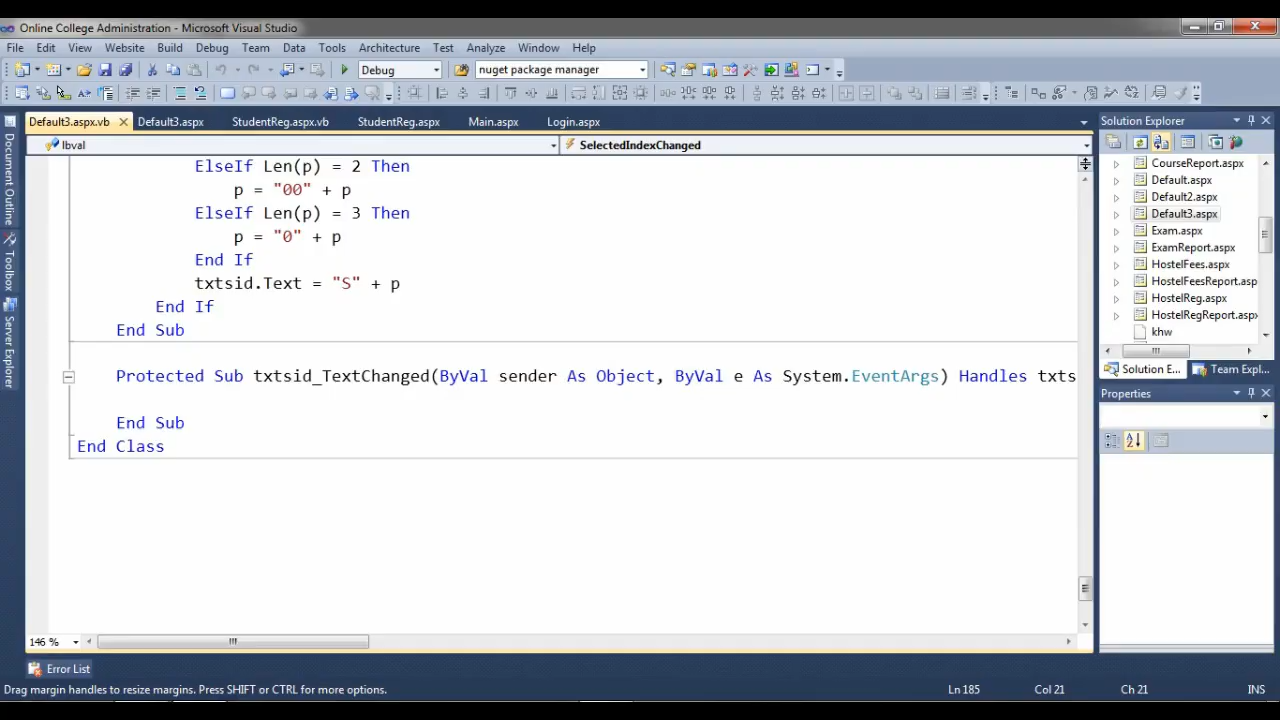 Online College Administration - Microsoft Visual Studio
File Edit View Website Build Debug Team Data Tools Architecture Test Analyze Window Help
Debug nuget package manager
Default3.aspx.vb Default3.aspx StudentReg.aspx.vb StudentReg.aspx Main.aspx Login.aspx
lbval SelectedIndexChanged
ElseIf Len(p) = 2 Then
p = "00" + p
ElseIf Len(p) = 3 Then
p = "0" + p
End If
txtsid.Text = "S" + p
End If
End Sub
Protected Sub txtsid_TextChanged(ByVal sender As Object, ByVal e As System.EventArgs) Handles txts
End Sub
End Class
146 %
Document Outline
Toolbox
Server Explorer
Solution Explorer
CourseReport.aspx
Default.aspx
Default2.aspx
Default3.aspx
Exam.aspx
ExamReport.aspx
HostelFees.aspx
HostelFeesReport.asp
HostelReg.aspx
HostelRegReport.aspx
khw
Solution E... Team Expl...
Properties
Error List
Drag margin handles to resize margins. Press SHIFT or CTRL for more options. Ln 185 Col 21 Ch 21 INS